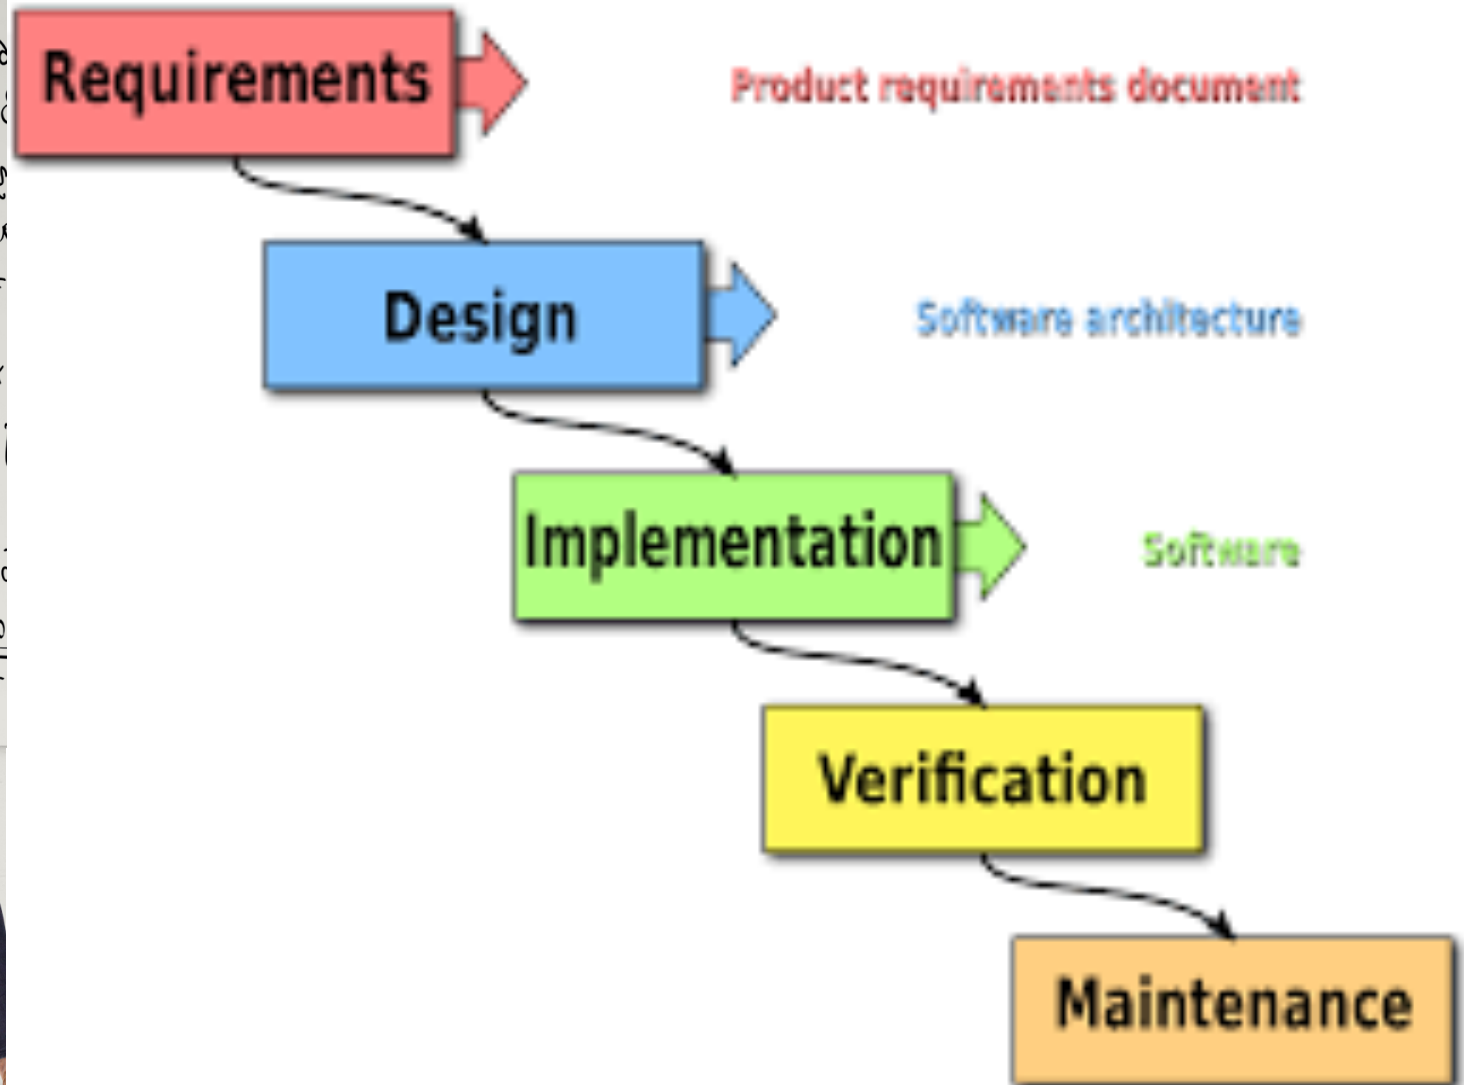 Requirements
Product requirements document
Design
Software architecture
Implementation
Software
Verification
Maintenance